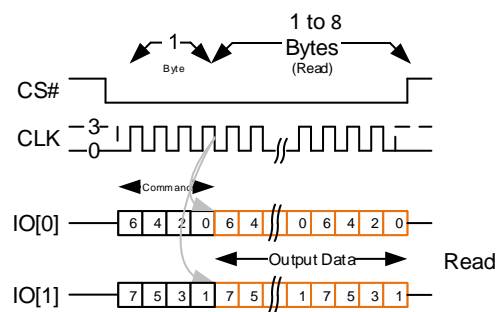 1 to 8
1 Bytes
Byte (Read)
CS#
3
CLK
0
Command
IO[0] 6 4 2 0 6 4 0 6 4 2 0
Output Data Read
IO[1] 7 5 3 1 7 5 1 7 5 3 1